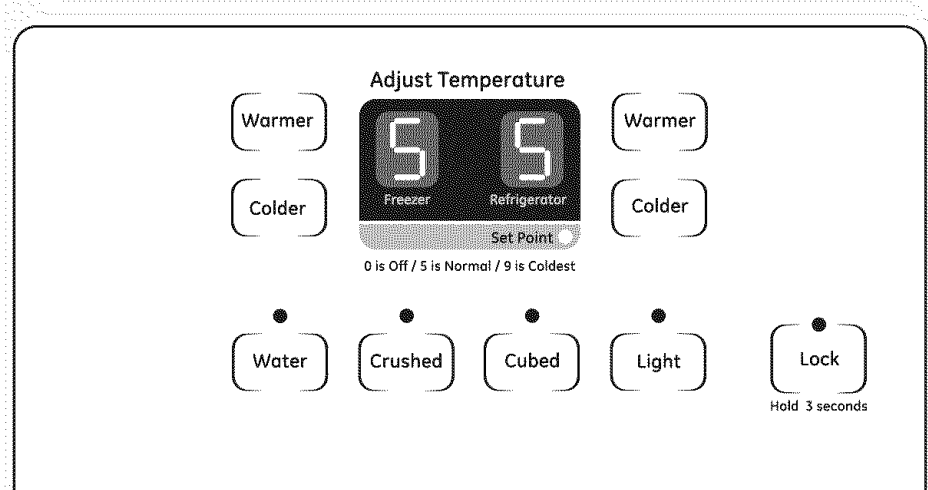 Adjust Temperature
Warmer
5 5
Warmer
Colder
Freezer Refrigerator
Colder
Set Point
0 is Off / 5 is Normal / 9 is Coldest
Water
Crushed
Cubed
Light
Lock
Hold 3 seconds